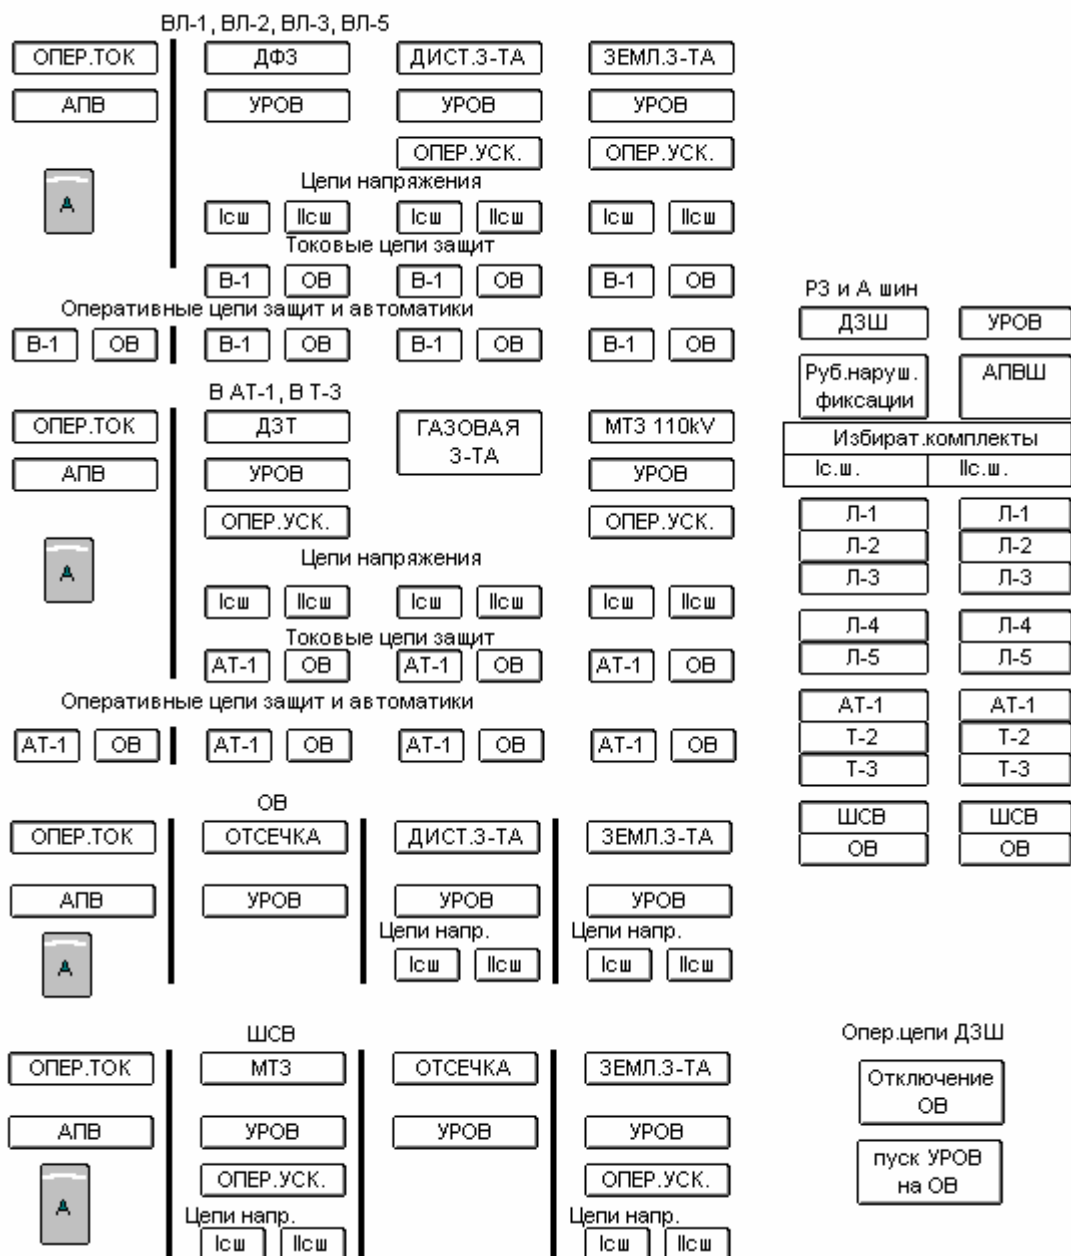 ВЛ-1, ВЛ-2, ВЛ-3, ВЛ-5
ОПЕР.ТОК ДФЗ ДИСТ.З-ТА ЗЕМЛ.З-ТА
АПВ УРОВ УРОВ УРОВ
ОПЕР.УСК. ОПЕР.УСК.
А
Цепи напряжения
Iсш IIсш Iсш IIсш Iсш IIсш
Токовые цепи защит
В-1 ОВ В-1 ОВ В-1 ОВ
Оперативные цепи защит и автоматики
В-1 ОВ В-1 ОВ В-1 ОВ В-1 ОВ
В АТ-1, В Т-3
ОПЕР.ТОК ДЗТ ГАЗОВАЯ МТЗ 110kV
З-ТА
АПВ УРОВ УРОВ
ОПЕР.УСК. ОПЕР.УСК.
А
Цепи напряжения
Iсш IIсш Iсш IIсш Iсш IIсш
Токовые цепи защит
АТ-1 ОВ АТ-1 ОВ АТ-1 ОВ
Оперативные цепи защит и автоматики
АТ-1 ОВ АТ-1 ОВ АТ-1 ОВ АТ-1 ОВ
ОВ
ОПЕР.ТОК ОТСЕЧКА ДИСТ.З-ТА ЗЕМЛ.З-ТА
АПВ УРОВ УРОВ УРОВ
Цепи напр. Цепи напр.
А
Iсш IIсш Iсш IIсш
ШСВ
ОПЕР.ТОК МТЗ ОТСЕЧКА ЗЕМЛ.З-ТА
АПВ УРОВ УРОВ УРОВ
ОПЕР.УСК. ОПЕР.УСК.
А
Цепи напр. Цепи напр.
Iсш IIсш Iсш IIсш
РЗ и А шин
ДЗШ УРОВ
Руб.наруш. АПВШ
фиксации
Избират.комплекты
Iс.ш. IIс.ш.
Л-1 Л-1
Л-2 Л-2
Л-3 Л-3
Л-4 Л-4
Л-5 Л-5
АТ-1 АТ-1
Т-2 Т-2
Т-3 Т-3
ШСВ ШСВ
ОВ ОВ
Опер.цепи ДЗШ
Отключение
ОВ
пуск УРОВ
на ОВ